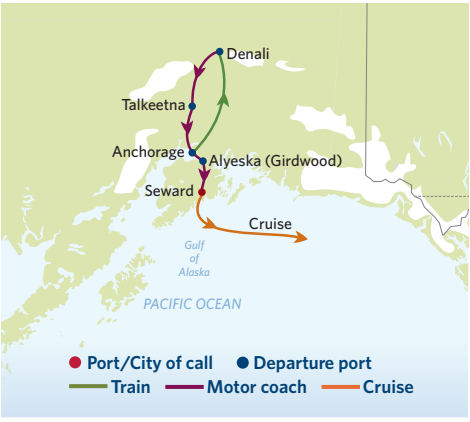 Denali
Talkeetna
Anchorage
Alyeska (Girdwood)
Seward
Cruise
Gulf
of
Alaska
PACIFIC OCEAN
Port/City of call Departure port
Train Motor coach Cruise